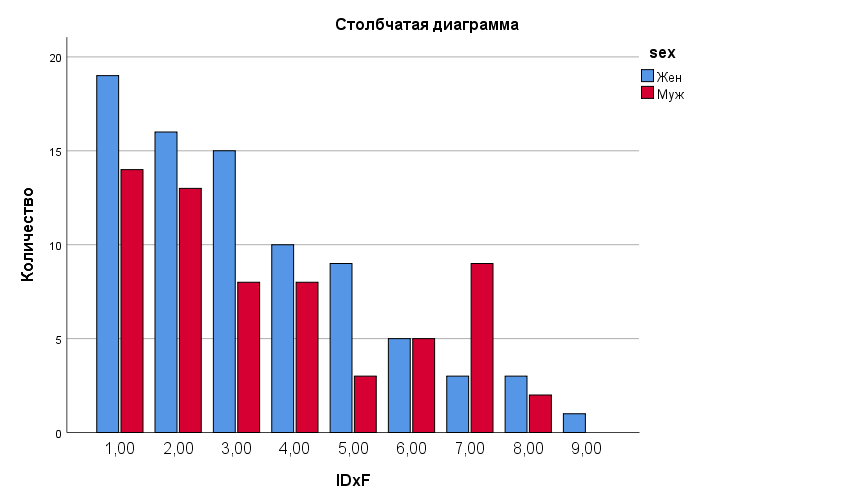 Столбчатая диаграмма
sex
Жен
Муж
Количество
20
15
10
5
0
1,00 2,00 3,00 4,00 5,00 6,00 7,00 8,00 9,00
IDxF